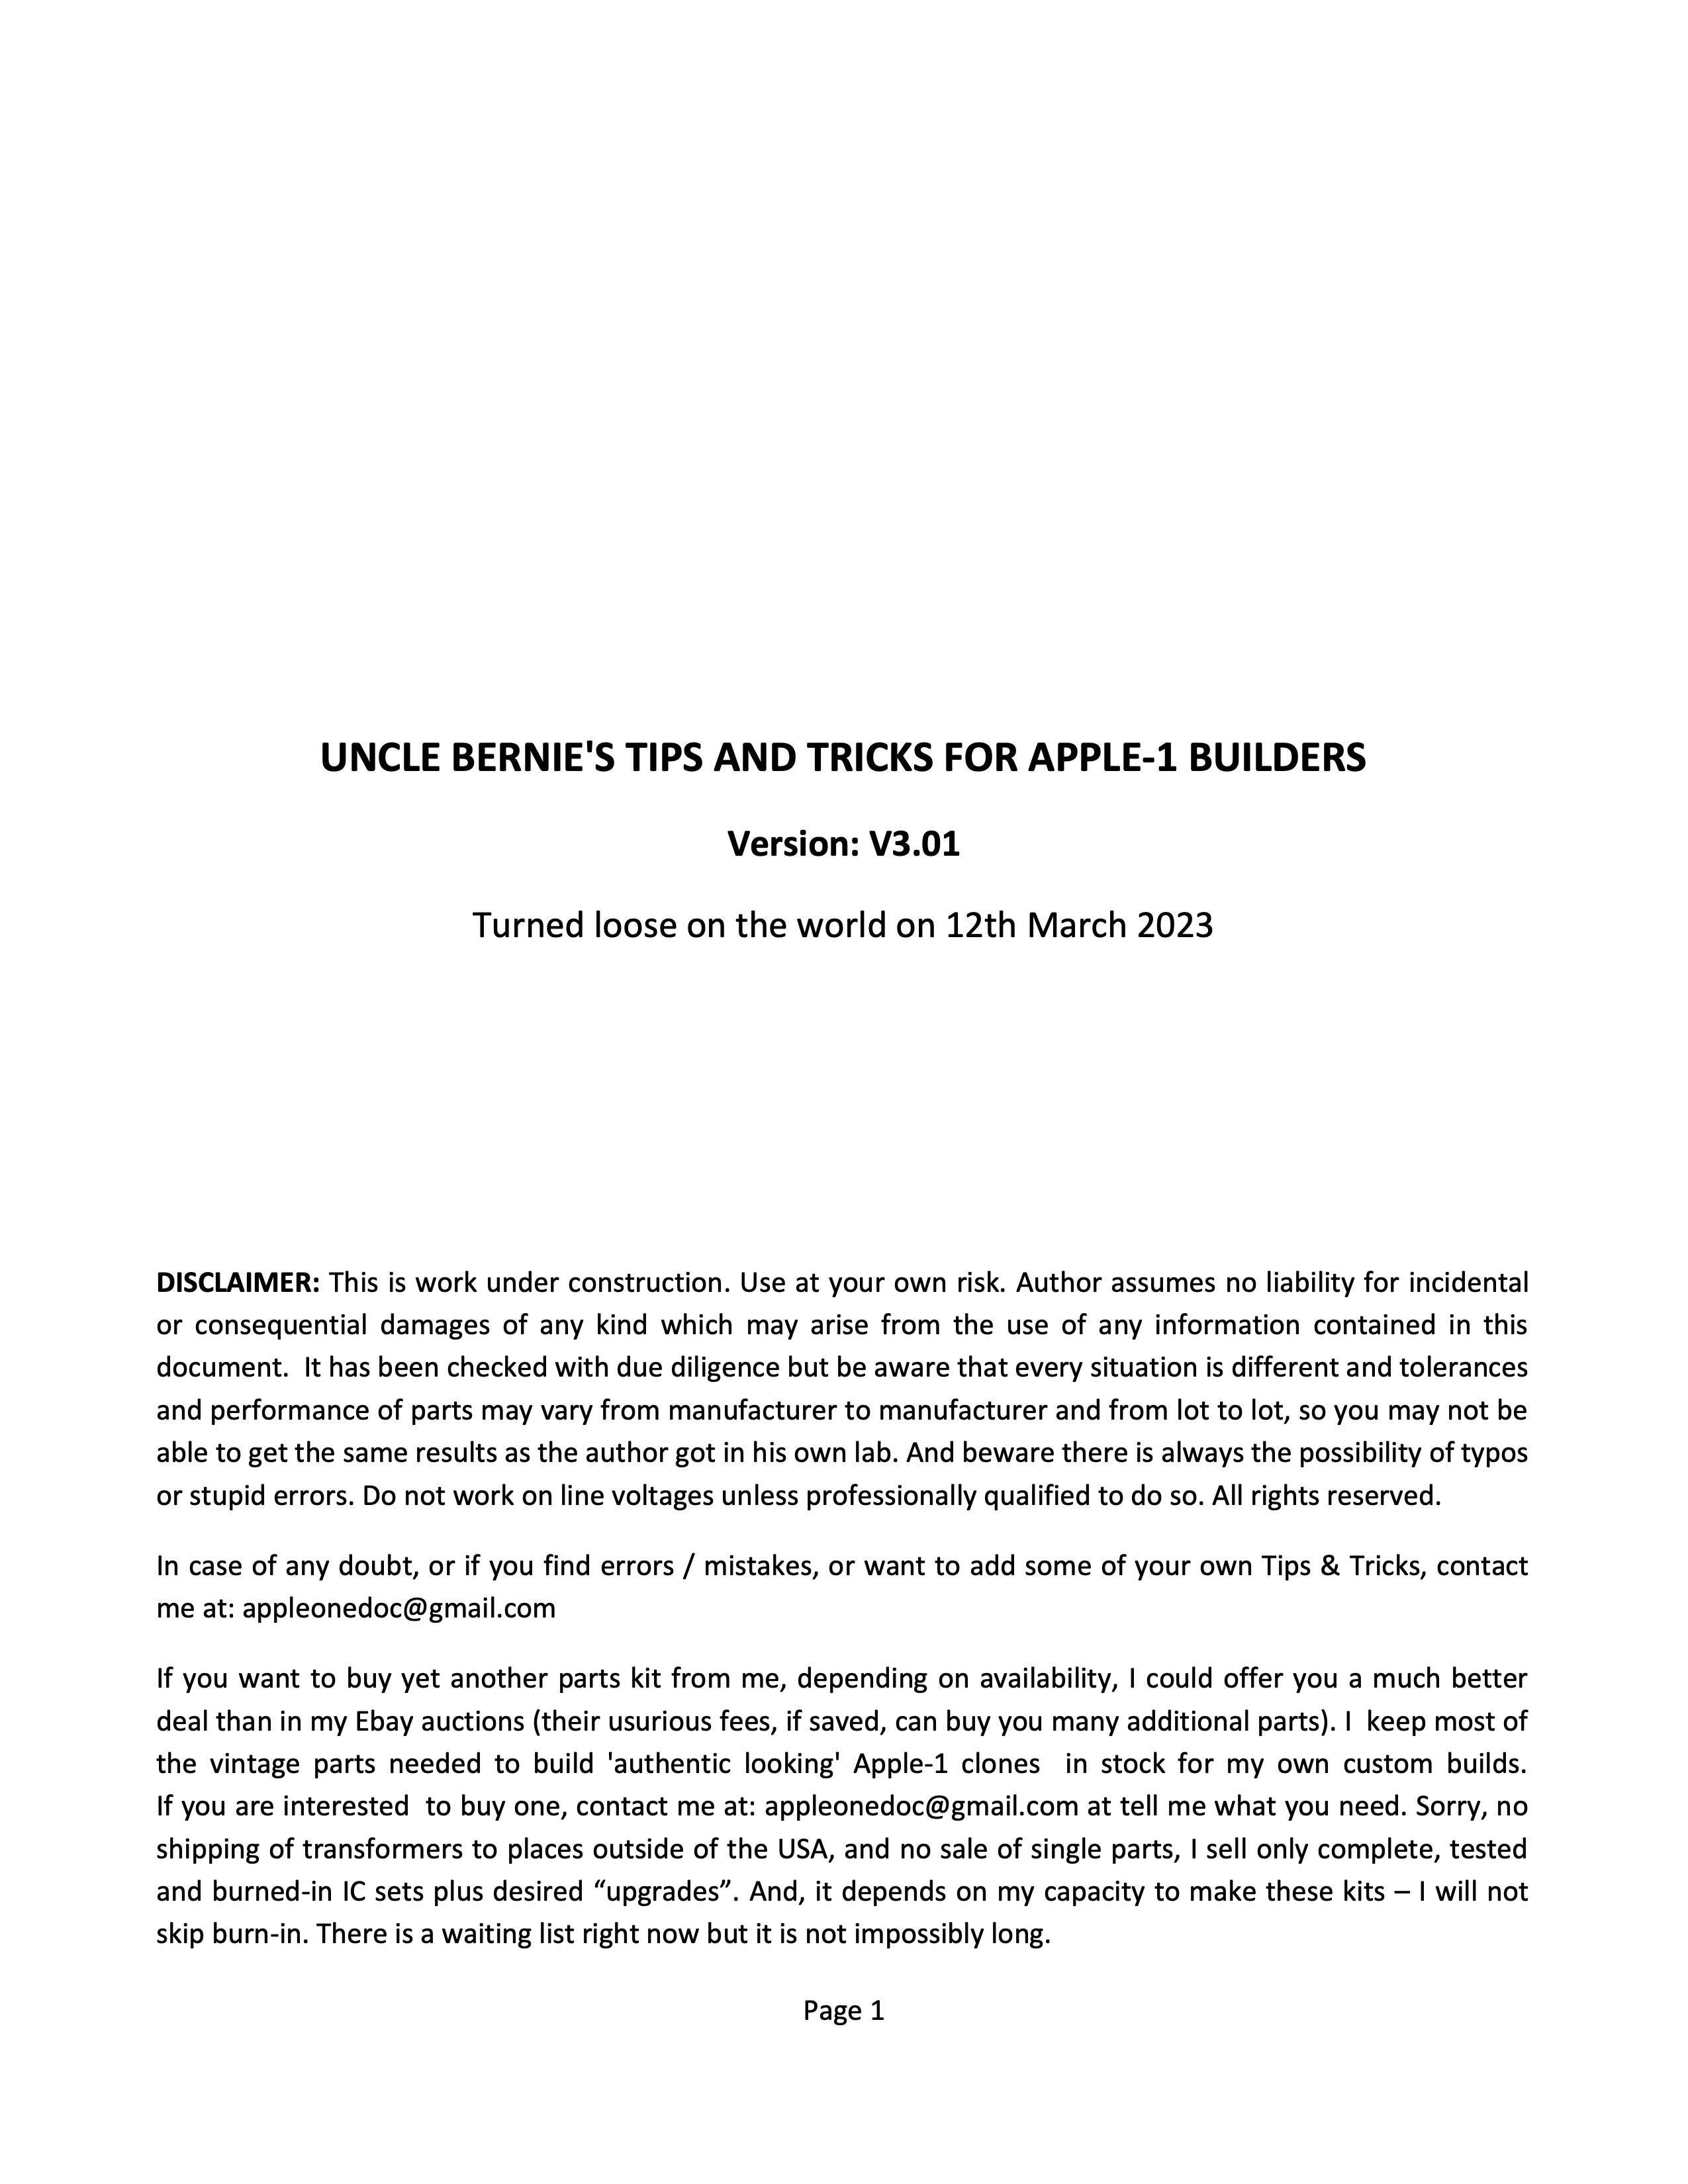 UNCLE BERNIE'S TIPS AND TRICKS FOR APPLE-1 BUILDERS
Version: V3.01
Turned loose on the world on 12th March 2023
DISCLAIMER: This is work under construction. Use at your own risk. Author assumes no liability for incidental
or consequential damages of any kind which may arise from the use of any information contained in this
document.  It has been checked with due diligence but be aware that every situation is different and tolerances
and performance of parts may vary from manufacturer to manufacturer and from lot to lot, so you may not be
able to get the same results as the author got in his own lab. And beware there is always the possibility of typos
or stupid errors. Do not work on line voltages unless professionally qualified to do so. All rights reserved.
In case of any doubt, or if you find errors / mistakes, or want to add some of your own Tips & Tricks, contact
me at: appleonedoc@gmail.com
If you want to buy yet another parts kit from me, depending on availability, I could offer you a much better
deal than in my Ebay auctions (their usurious fees, if saved, can buy you many additional parts). I  keep most of
the vintage parts needed to build 'authentic looking' Apple-1 clones  in stock for my own custom builds.
If you are interested  to buy one, contact me at: appleonedoc@gmail.com at tell me what you need. Sorry, no
shipping of transformers to places outside of the USA, and no sale of single parts, I sell only complete, tested
and burned-in IC sets plus desired “upgrades”. And, it depends on my capacity to make these kits – I will not
skip burn-in. There is a waiting list right now but it is not impossibly long.
Page 1